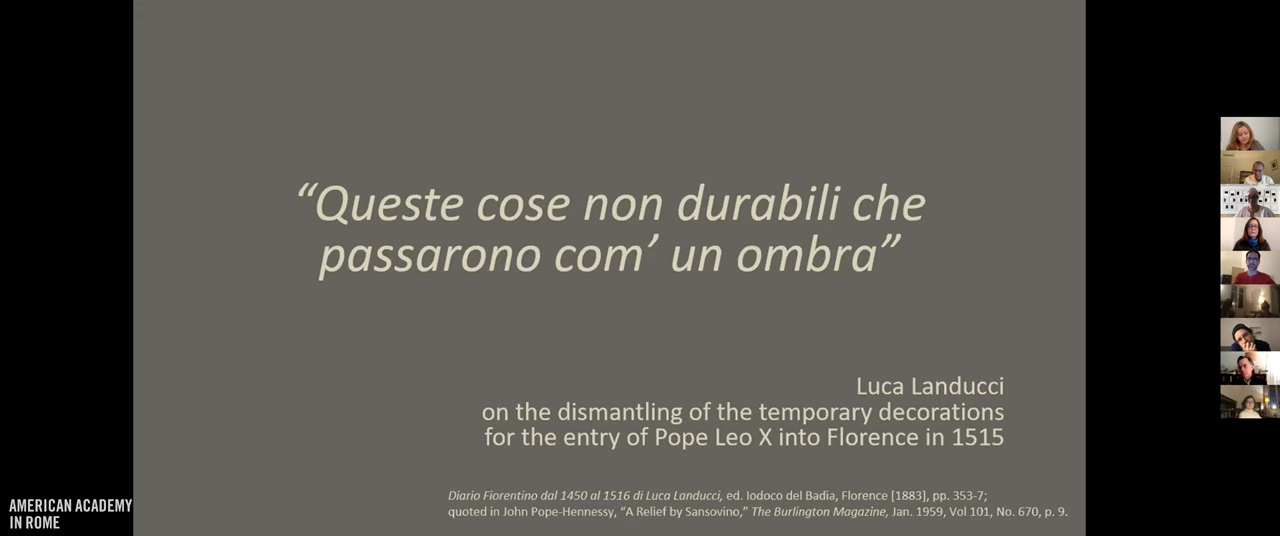 “Queste cose non durabili che
passarono com’ un ombra”
Luca Landucci
on the dismantling of the temporary decorations
for the entry of Pope Leo X into Florence in 1515
Diario Fiorentino dal 1450 al 1516 di Luca Landucci, ed. Iodoco del Badia, Florence [1883], pp. 353-7;
quoted in John Pope-Hennessy, “A Relief by Sansovino,” The Burlington Magazine, Jan. 1959, Vol 101, No. 670, p. 9.
AMERICAN ACADEMY
IN ROME